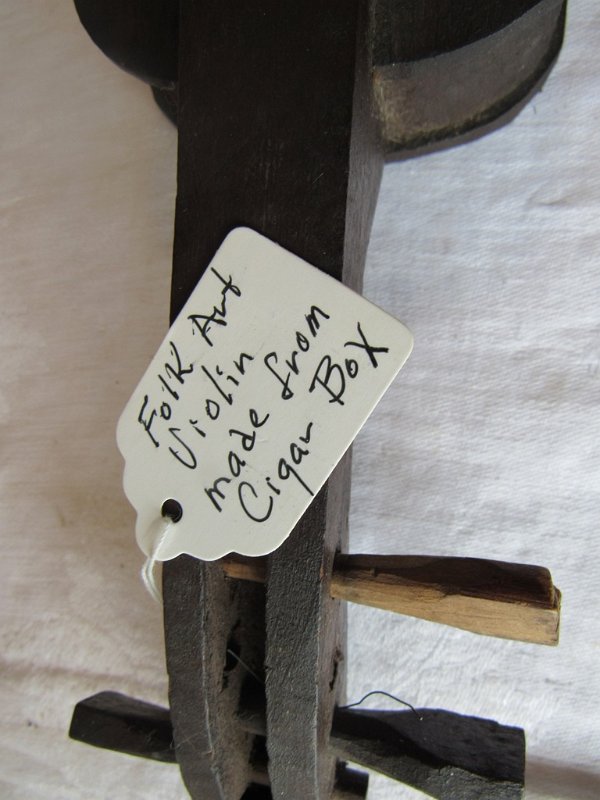 Folk Art
Violin
made from
Cigar Box